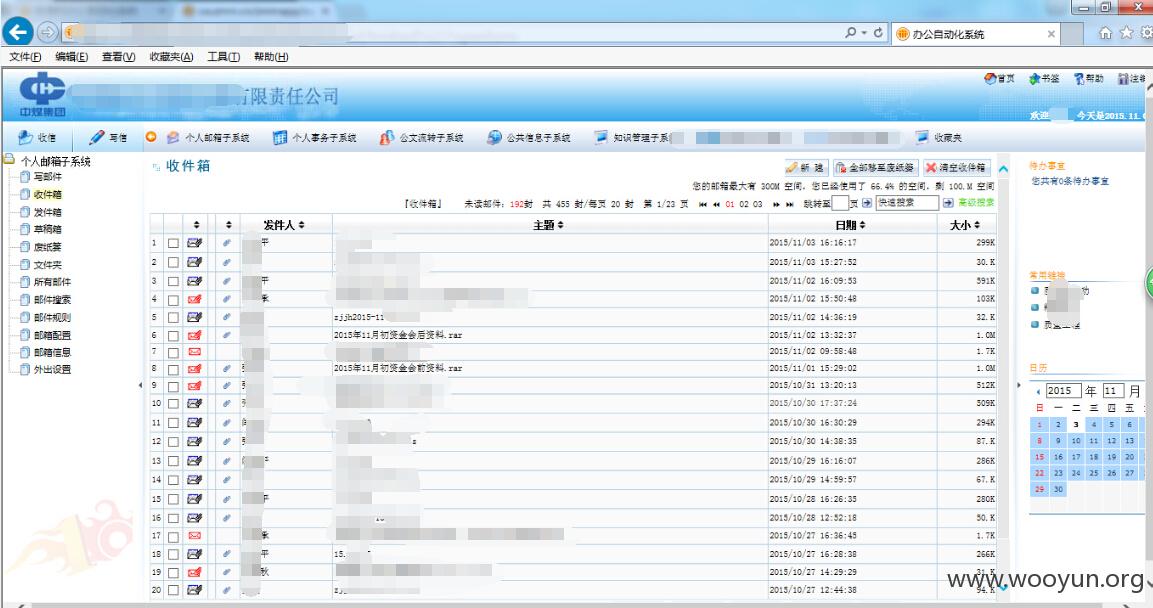 办公自动化系统
文件(F) 编辑(E) 查看(V) 收藏夹(A) 工具(T) 帮助(H)
首页 书签 帮助
中煤集团
有限责任公司
欢迎 今天是2015.11.
收信 写信 个人邮箱子系统 个人事务子系统 公文流转子系统 公共信息子系统 知识管理子系 收藏夹
个人邮箱子系统
写邮件
收件箱
发件箱
草稿箱
废纸篓
文件夹
所有邮件
邮件搜索
邮件规则
邮箱配置
邮箱信息
外出设置
收件箱
新 建 全部移至废纸篓 清空收件箱
您的邮箱最大有 300M 空间，您已经使用了 66.4% 的空间，剩 100.M 空间
『收件箱』 未读邮件：192封 共 455 封/每页 20 封 第 1/23 页 01 02 03 跳转至 页 快速搜索 高级搜索
发件人 主题 日期 大小
1 平 2015/11/03 16:16:17 299K
2 2015/11/03 15:27:52 30.K
3 平 2015/11/02 16:09:53 591K
4 2015/11/02 15:50:48 103K
5 zjjh2015-11 2015/11/02 14:36:19 32.K
6 2015年11月初资金会后资料.rar 2015/11/02 13:32:37 1.0M
7 2015/11/02 09:58:48 1.7K
8 2015年11月初资金会前资料.rar 2015/11/01 15:29:02 1.0M
9 2015/10/31 13:20:13 512K
10 2015/10/30 17:37:24 509K
11 2015/10/30 16:30:29 294K
12 2015/10/30 14:38:35 87.K
13 2015/10/29 16:16:07 286K
14 2015/10/29 14:59:57 67.K
15 平 2015/10/28 16:26:35 280K
16 2015/10/28 12:52:18 50.K
17 2015/10/27 16:36:45 1.7K
18 平 15. 2015/10/27 16:28:38 266K
19 秋 2015/10/27 14:29:29 31.K
20 2015/10/27 12:44:38 94.K
待办事宜
您共有0条待办事宜
常用链接
日历
2015 年 11 月
日 一 二 三 四 五
1 2 3 4 5 6
8 9 10 11 12 13
15 16 17 18 19 20
22 23 24 25 26 27
29 30
www.wooyun.org